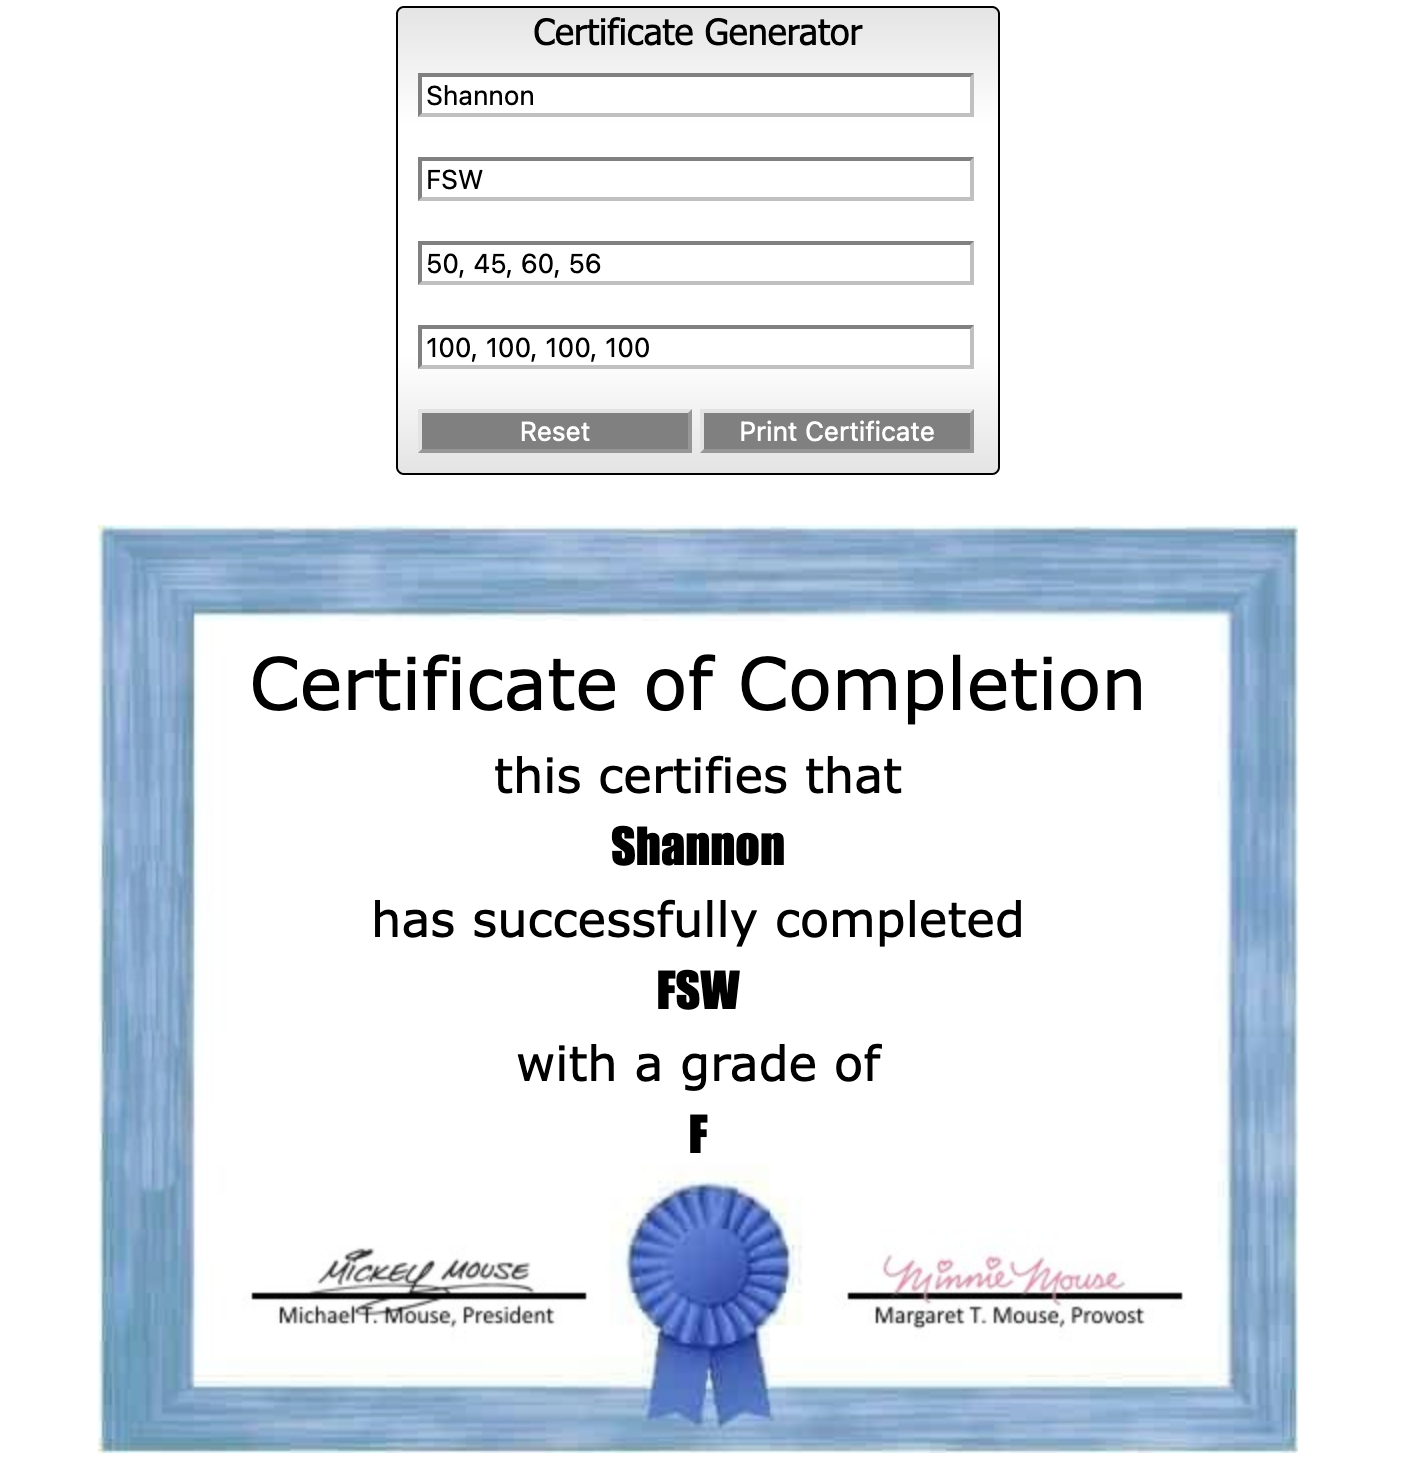 Certificate Generator
Shannon
FSW
50, 45, 60, 56
100, 100, 100, 100
Reset Print Certificate
Certificate of Completion
this certifies that
Shannon
has successfully completed
FSW
with a grade of
F
Mickey Mouse
Michael T. Mouse, President
Minnie Mouse
Margaret T. Mouse, Provost